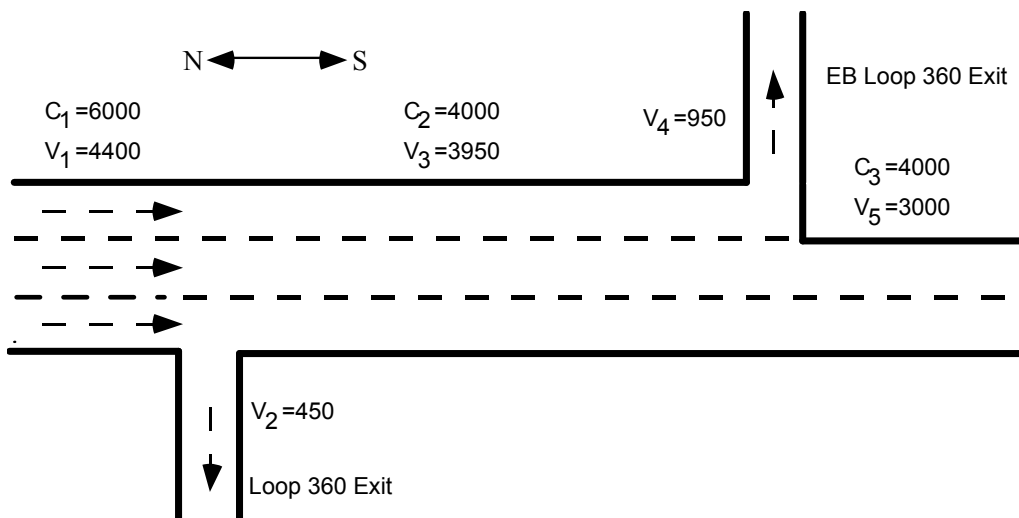 N S
EB Loop 360 Exit
C1 =6000
C2 =4000
V4 =950
V1 =4400
V3 =3950
C3 =4000
V5 =3000
V2 =450
Loop 360 Exit